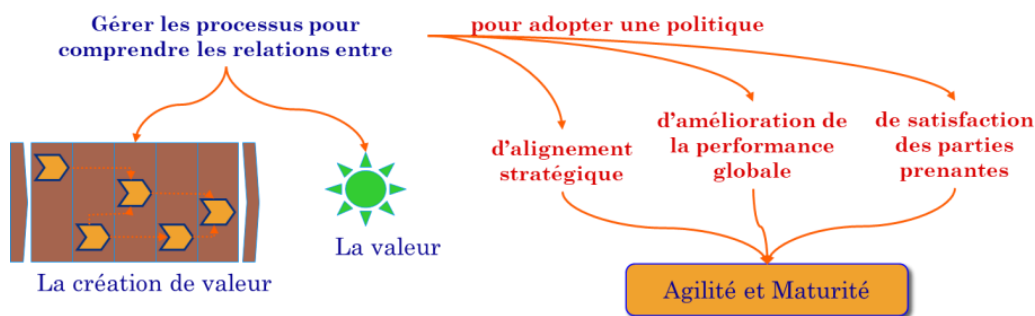 Gérer les processus pour
comprendre les relations entre
pour adopter une politique
d'alignement
stratégique
d'amélioration de
la performance
globale
de satisfaction
des parties
prenantes
La création de valeur
La valeur
Agilité et Maturité